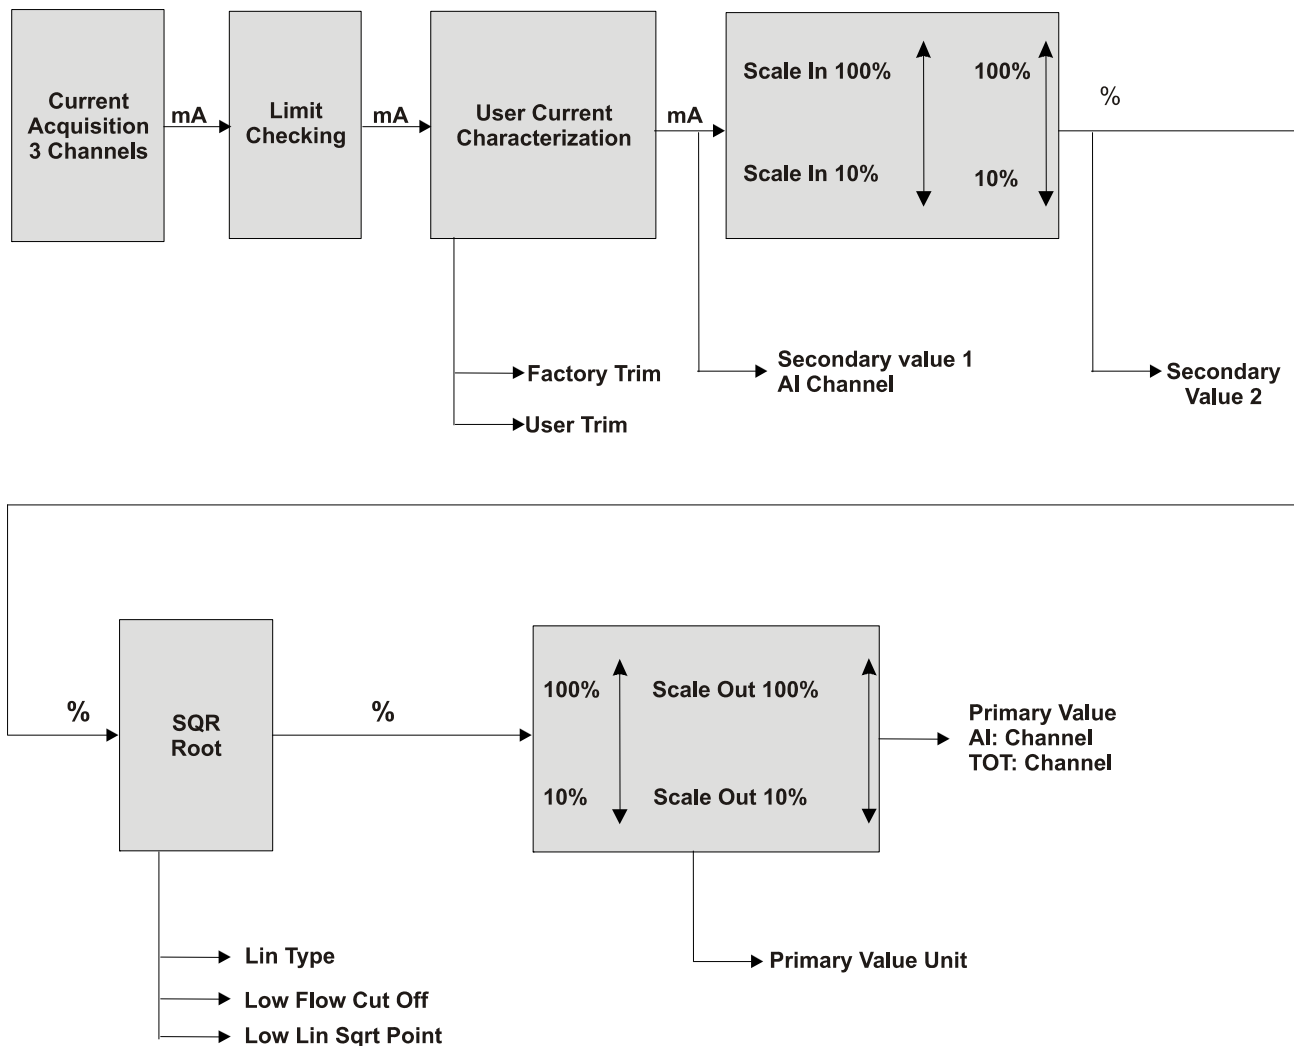 Current
Acquisition
3 Channels
mA
Limit
Checking
mA
User Current
Characterization
mA
Scale In 100%
100%
Scale In 10%
10%
%
Factory Trim
User Trim
Secondary value 1
AI Channel
Secondary
Value 2
%
SQR
Root
%
100%
Scale Out 100%
10%
Scale Out 10%
Primary Value
AI: Channel
TOT: Channel
Lin Type
Low Flow Cut Off
Low Lin Sqrt Point
Primary Value Unit